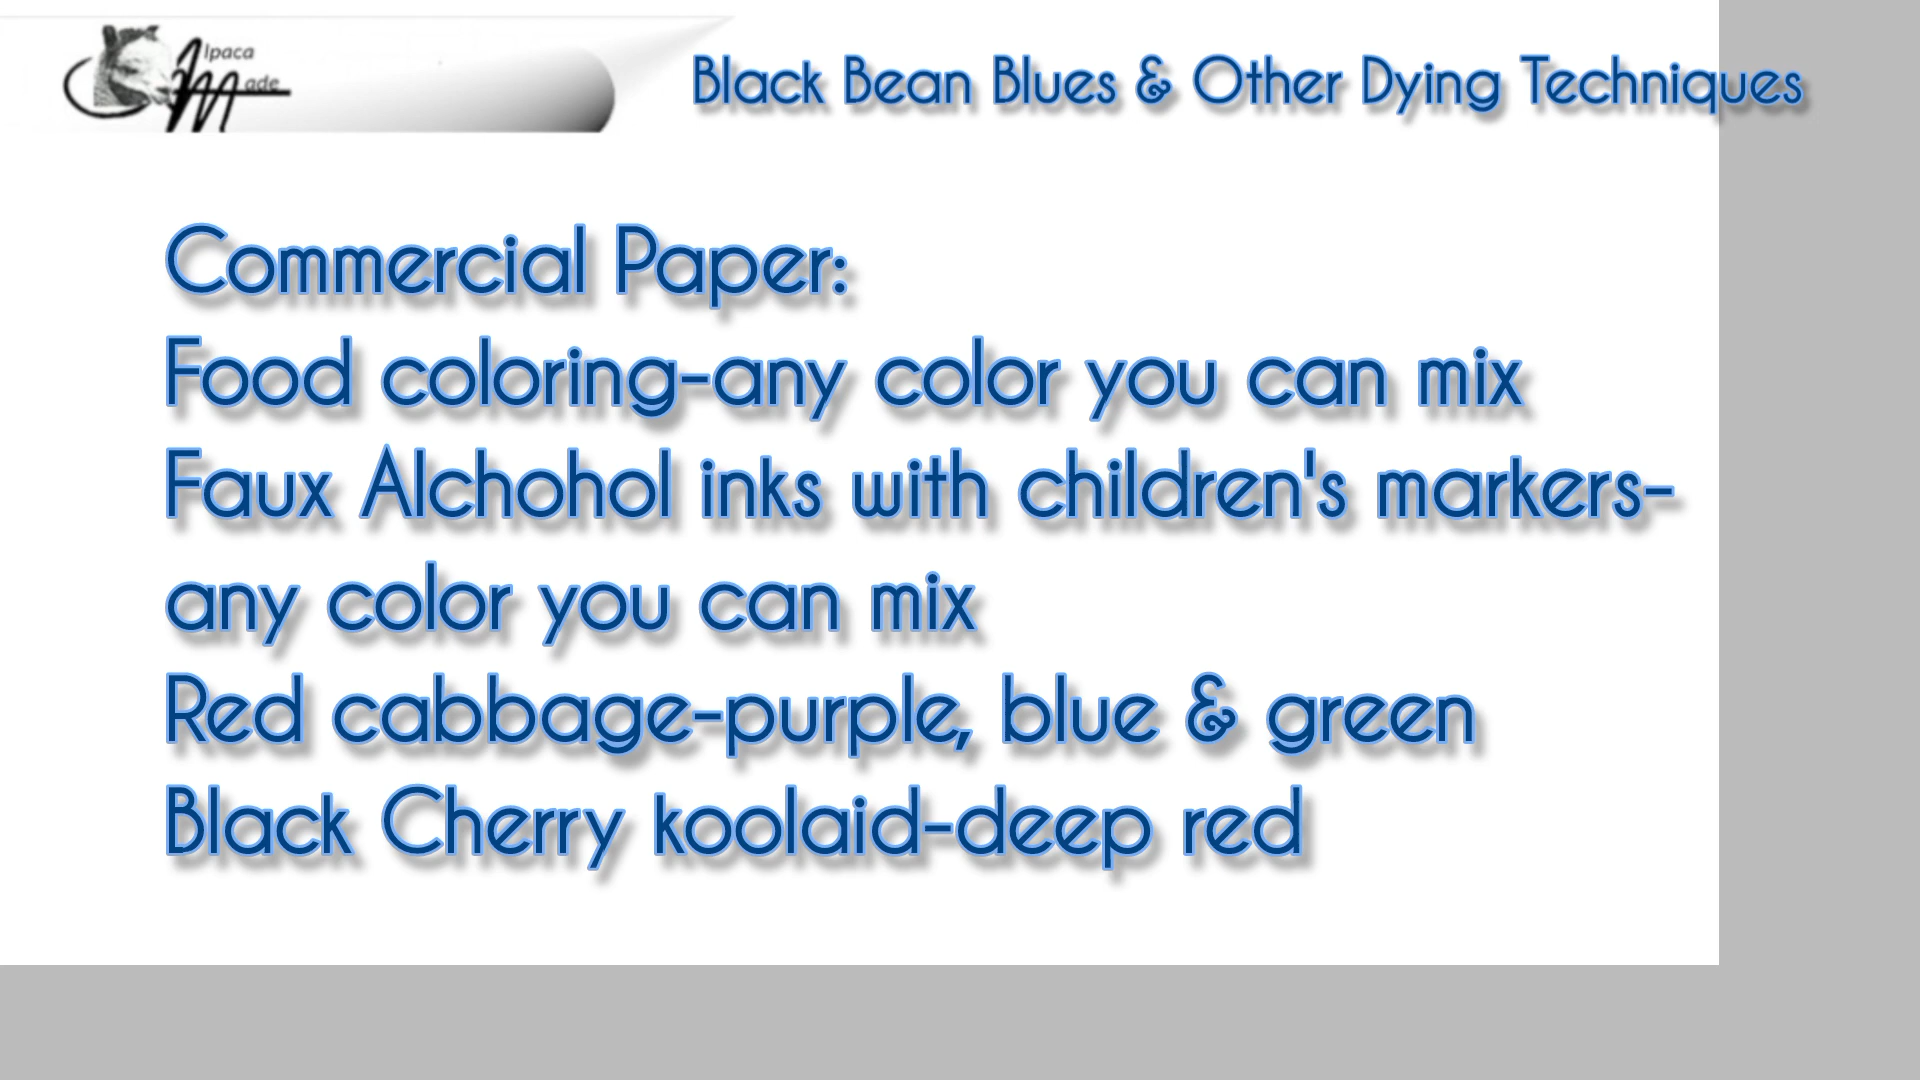 Alpaca
Made
Black Bean Blues & Other Dying Techniques
Commercial Paper:
Food coloring-any color you can mix
Faux Alchohol inks with children's markers-
any color you can mix
Red cabbage-purple, blue & green
Black Cherry koolaid-deep red